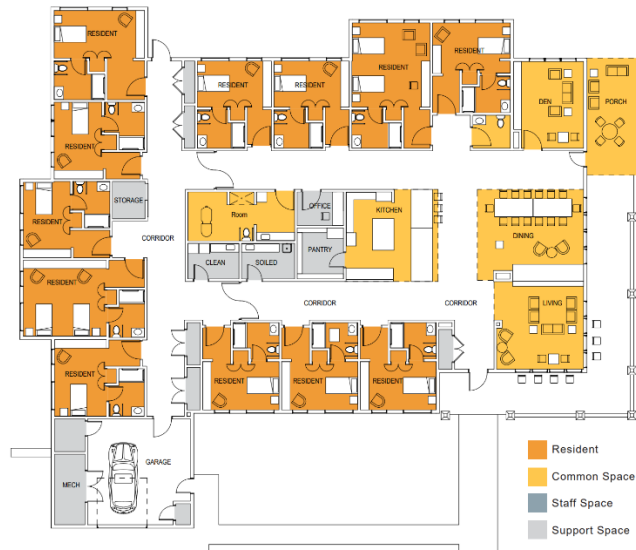 RESIDENT
RESIDENT
RESIDENT
RESIDENT
RESIDENT
DEN
PORCH
RESIDENT
STORAGE
RESIDENT
Room
OFFICE
KITCHEN
CORRIDOR
DINING
CLEAN
SOILED
PANTRY
RESIDENT
LIVING
CORRIDOR
CORRIDOR
RESIDENT
RESIDENT
RESIDENT
RESIDENT
GARAGE
MECH
Resident
Common Space
Staff Space
Support Space